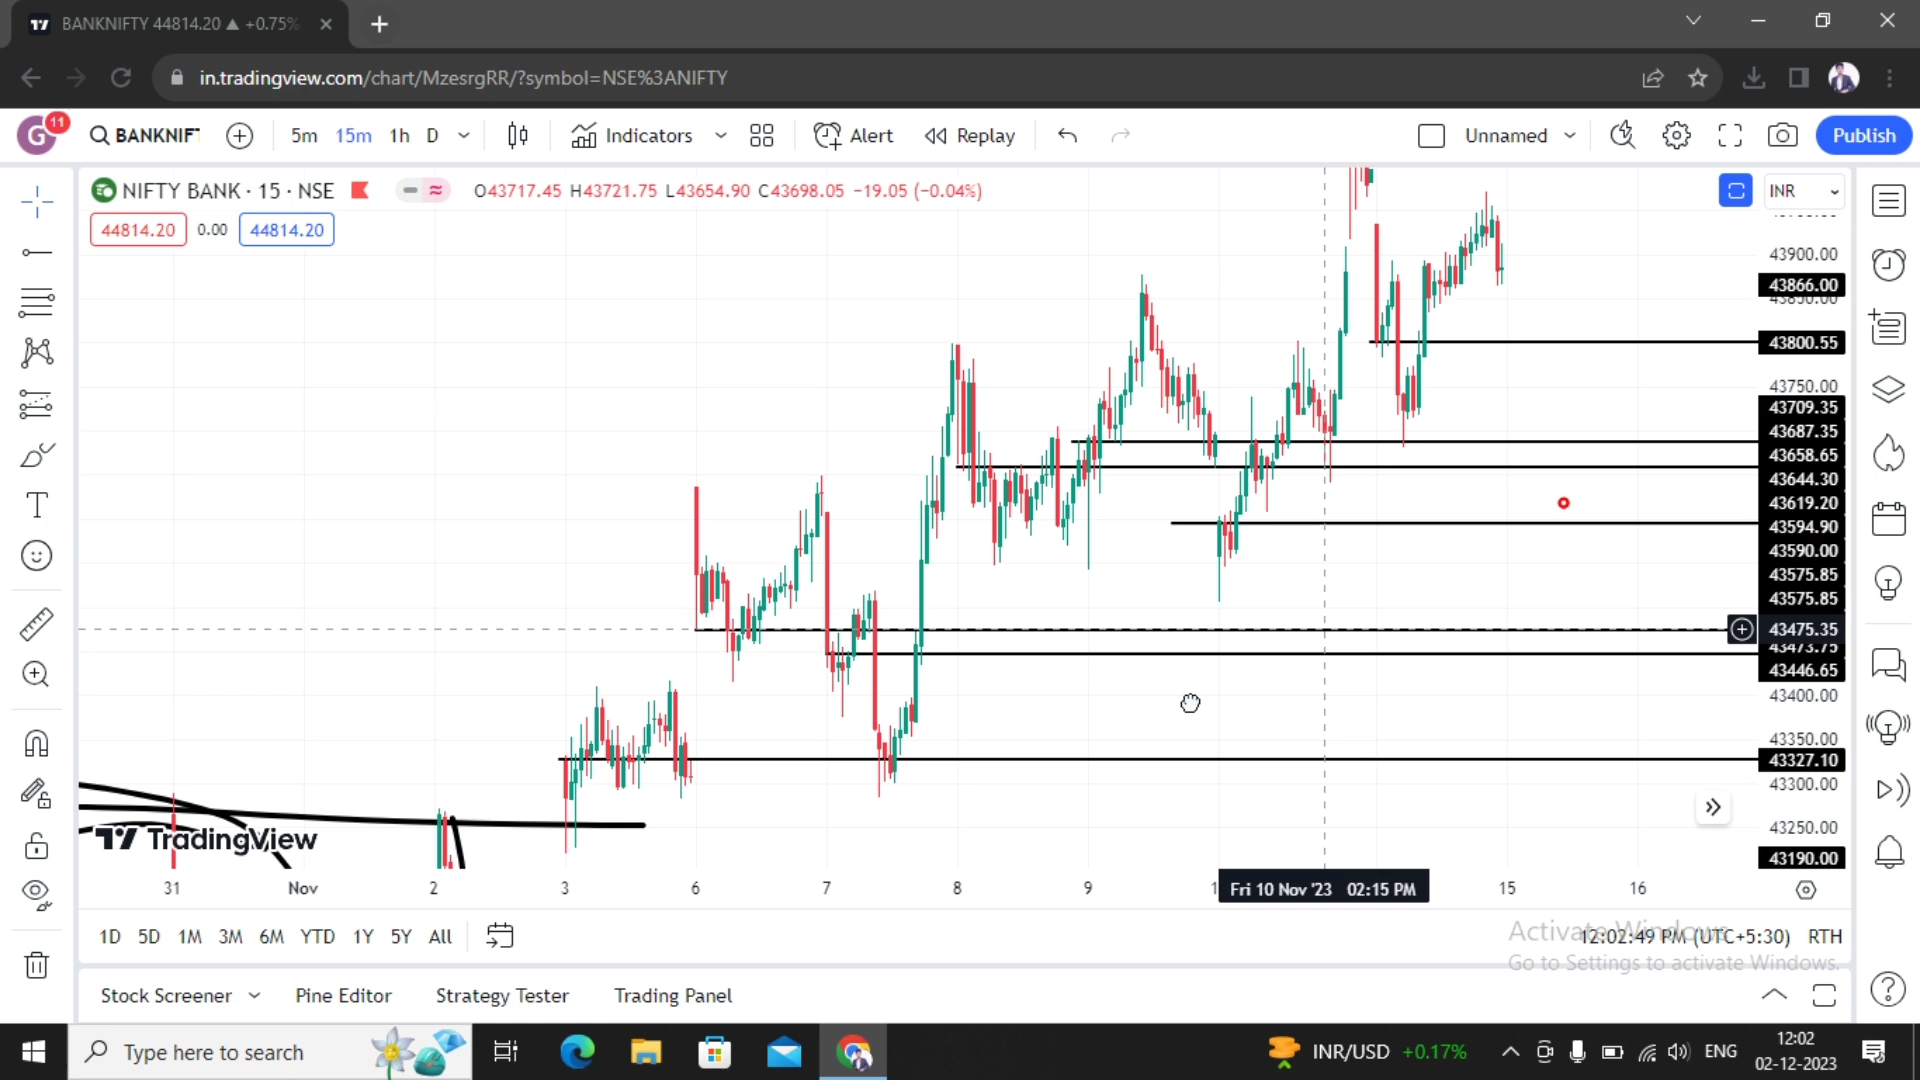 BANKNIFTY 44814.20 ▲ +0.75%
in.tradingview.com/chart/MzesrgRR/?symbol=NSE%3ANIFTY
G 11 BANKNIF 5m 15m 1h D Indicators Alert Replay Unnamed Publish
NIFTY BANK · 15 · NSE O43717.45 H43721.75 L43654.90 C43698.05 −19.05 (−0.04%) INR
44814.20 0.00 44814.20
43900.00
43866.00
43850.00
43800.55
43750.00
43709.35
43687.35
43658.65
43644.30
43619.20
43594.90
43590.00
43575.85
43575.85
43475.35
43473.75
43446.65
43400.00
43350.00
43327.10
43300.00
43250.00
43190.00
TradingView
31 Nov 2 3 6 7 8 9 1 Fri 10 Nov '23 02:15 PM 15 16
1D 5D 1M 3M 6M YTD 1Y 5Y All 12:02:49 PM (UTC+5:30) RTH
Activate Windows
Go to Settings to activate Windows.
Stock Screener Pine Editor Strategy Tester Trading Panel
Type here to search INR/USD +0.17% ENG 12:02
02-12-2023